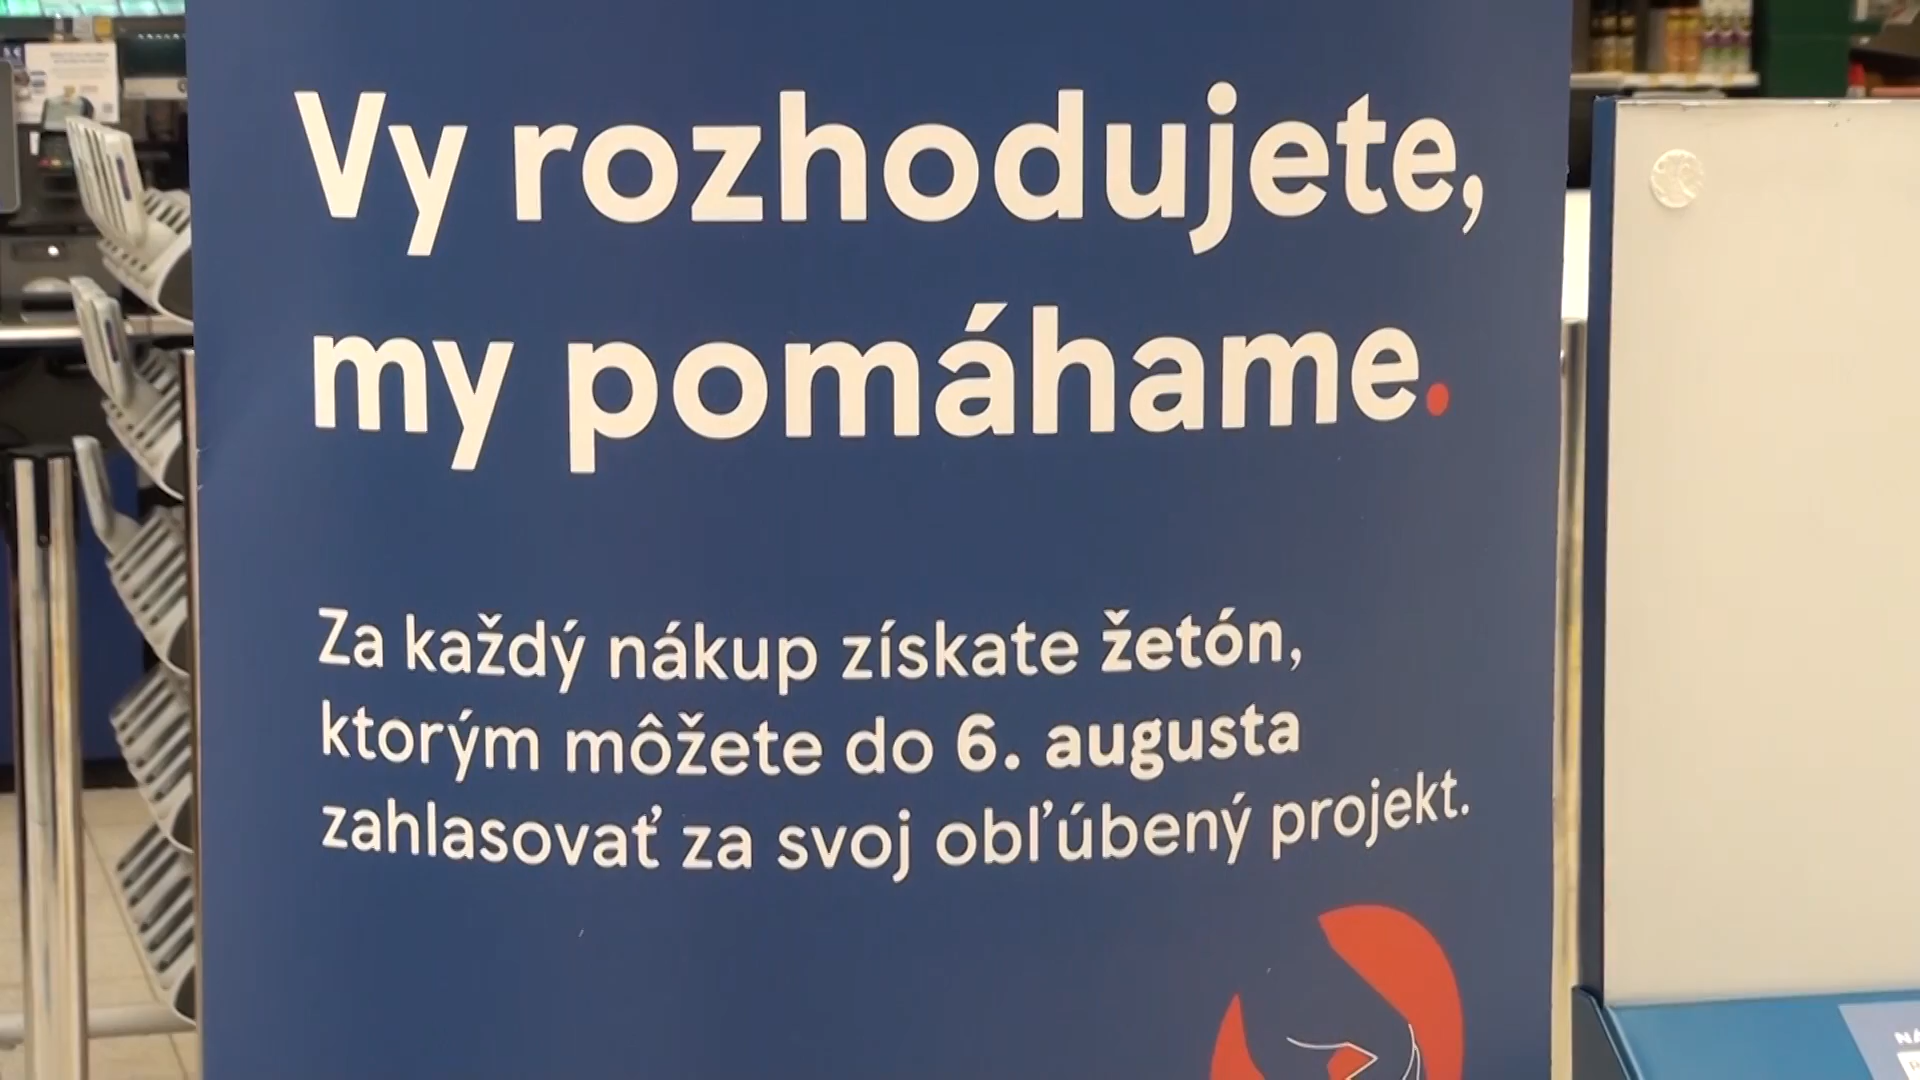 Vy rozhodujete,
my pomáhame.
Za každý nákup získate žetón,
ktorým môžete do 6. augusta
zahlasovať za svoj obľúbený projekt.